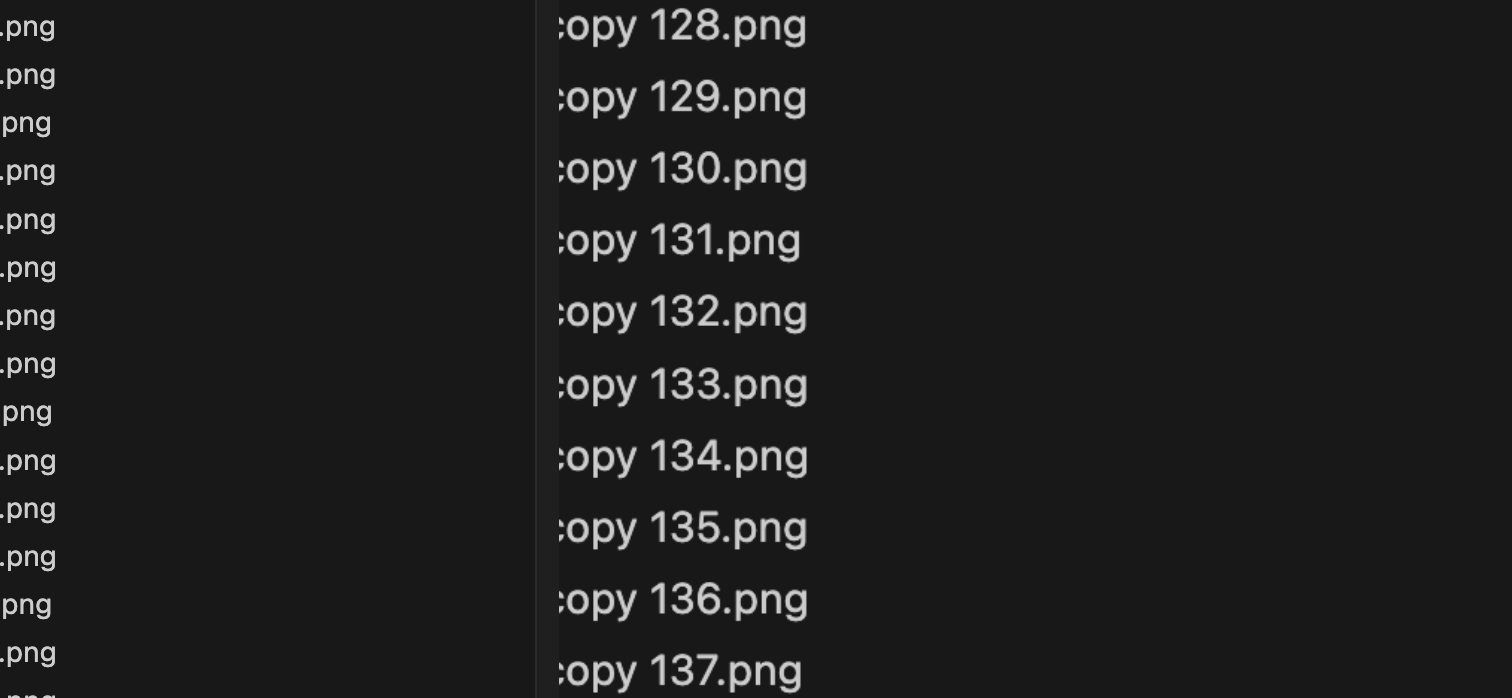 .png
.png
png
.png
.png
.png
.png
.png
png
.png
.png
.png
png
.png
copy 128.png
copy 129.png
copy 130.png
copy 131.png
copy 132.png
copy 133.png
copy 134.png
copy 135.png
copy 136.png
copy 137.png